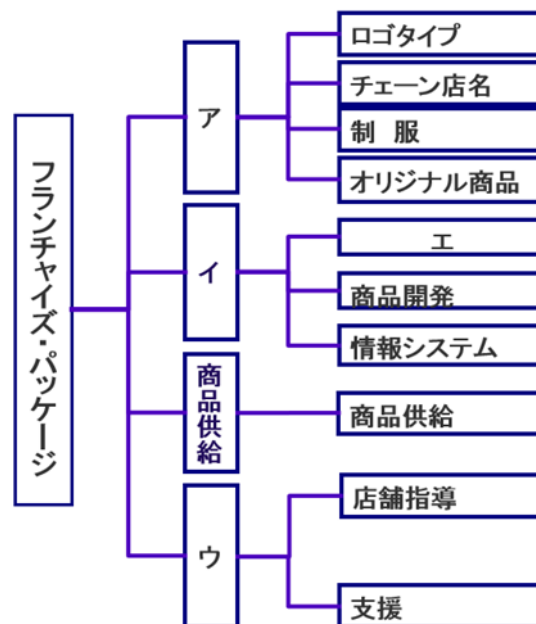 フランチャイズ・パッケージ
ア
ロゴタイプ
チェーン店名
制 服
オリジナル商品
イ
エ
商品開発
情報システム
商品供給
商品供給
ウ
店舗指導
支援